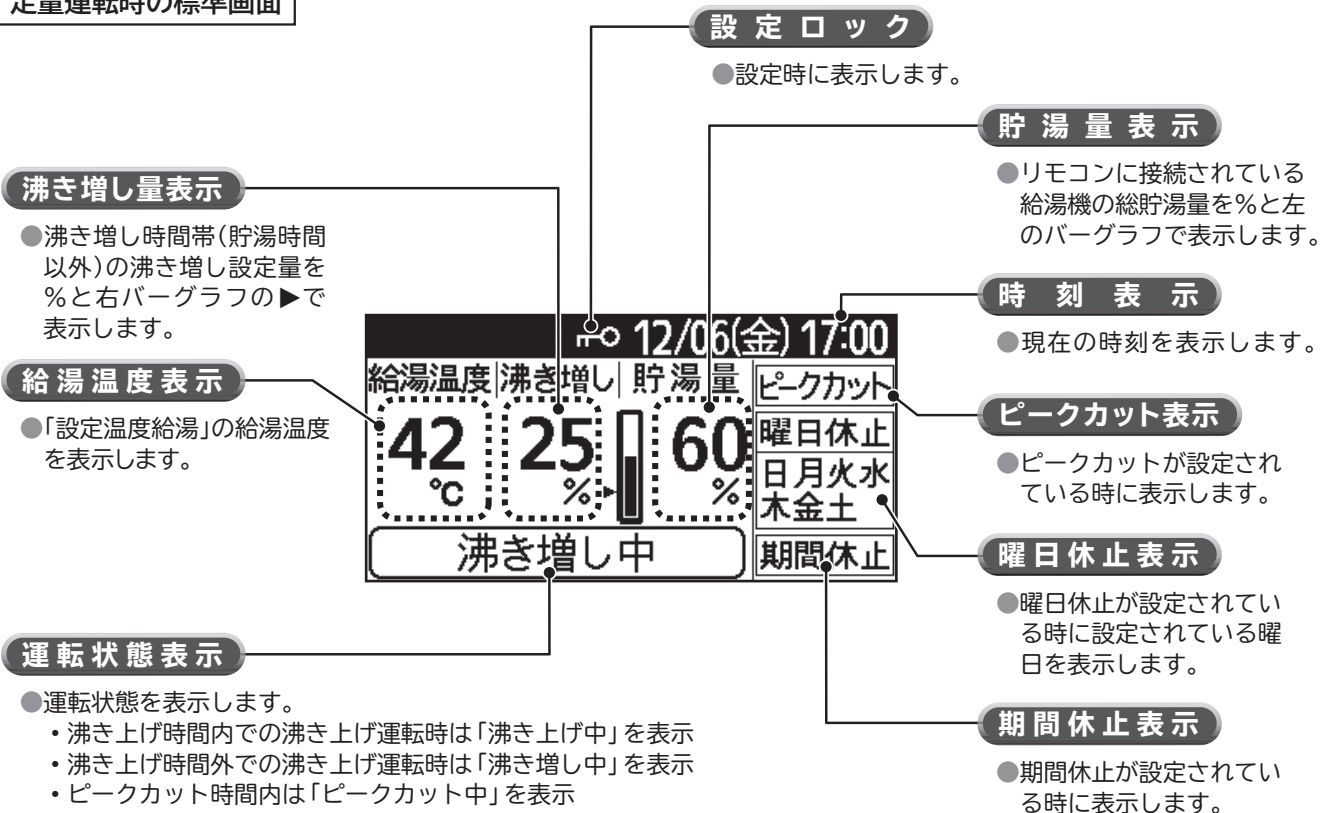 定量運転時の標準画面
設定ロック
●設定時に表示します。
貯湯量表示
●リモコンに接続されている
給湯機の総貯湯量を%と左
のバーグラフで表示します。
沸き増し量表示
●沸き増し時間帯(貯湯時間
以外)の沸き増し設定量を
%と右バーグラフの▶で
表示します。
時刻表示
●現在の時刻を表示します。
給湯温度表示
●「設定温度給湯」の給湯温度
を表示します。
12/06(金) 17:00
給湯温度 沸き増し 貯湯量
42℃ 25% 60%
沸き増し中
ピークカット
曜日休止
日月火水
木金土
期間休止
ピークカット表示
●ピークカットが設定され
ている時に表示します。
曜日休止表示
●曜日休止が設定されてい
る時に設定されている曜
日を表示します。
運転状態表示
●運転状態を表示します。
・沸き上げ時間内での沸き上げ運転時は「沸き上げ中」を表示
・沸き上げ時間外での沸き上げ運転時は「沸き増し中」を表示
・ピークカット時間内は「ピークカット中」を表示
期間休止表示
●期間休止が設定されてい
る時に表示します。